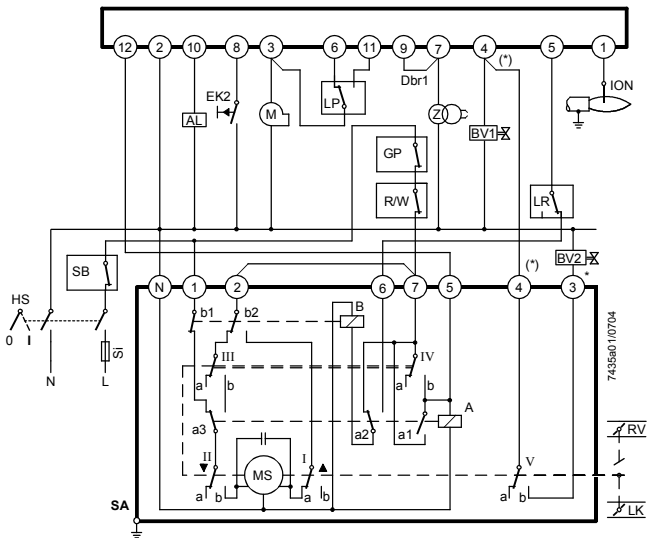 12 2 10 8 3 6 11 9 7 4 (*) 5 1
Dbr1
EK2
LP
ION
AL
M
Z
BV1
GP
R/W
LR
SB
BV2
HS
N 1 2 6 7 5 4 (*) 3 *
0 I
Si
N L
b1 b2 B
III IV
a b a b
A
a3 a2 a1
II I V
MS
a b a b a b
SA
RV
LK
7435a01/0704